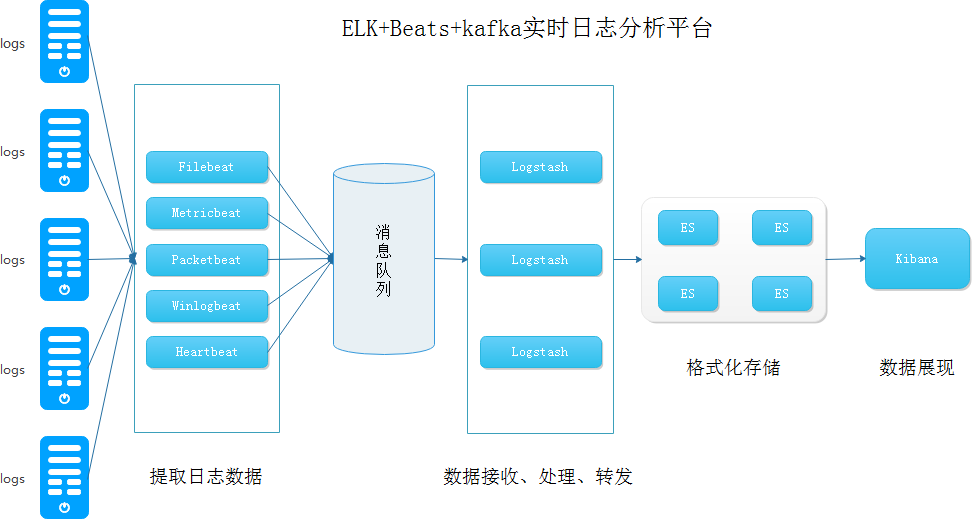 ELK+Beats+kafka实时日志分析平台
logs
logs
logs
logs
logs
Filebeat
Metricbeat
Packetbeat
Winlogbeat
Heartbeat
提取日志数据
消
息
队
列
Logstash
Logstash
Logstash
数据接收、处理、转发
ES
ES
ES
ES
格式化存储
Kibana
数据展现